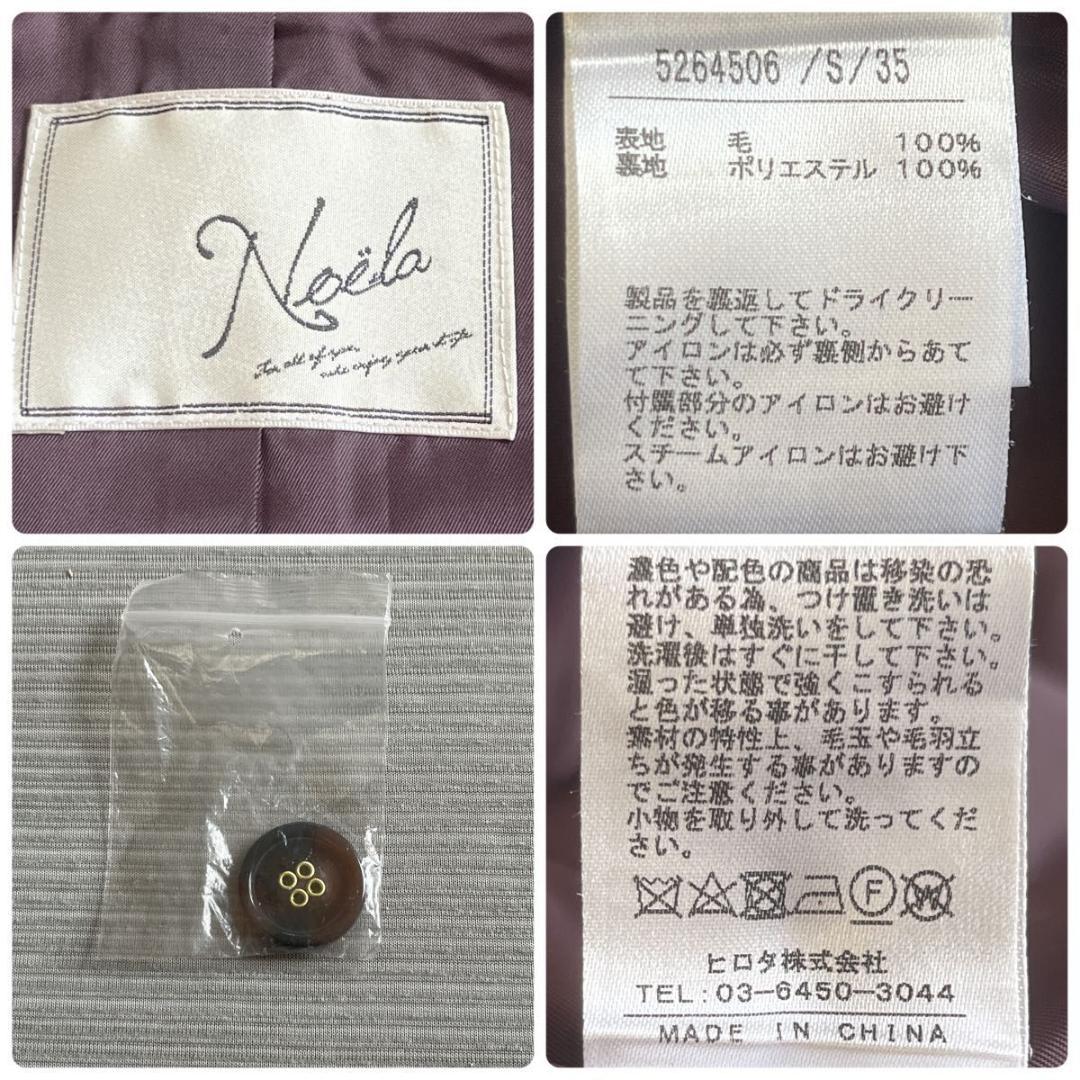 Noëla
For all of you,
who enjoy your style
5264506 /S/35
表地 毛 100%
裏地 ポリエステル 100%
製品を裏返してドライクリー
ニングして下さい。
アイロンは必ず裏側からあて
て下さい。
付属部分のアイロンはお避け
ください。
スチームアイロンはお避け下
さい。
濃色や配色の商品は移染の恐
れがある為、つけ置き洗いは
避け、単独洗いをして下さい。
洗濯後はすぐに干して下さい。
湿った状態で強くこすられる
と色が移る事があります。
素材の特性上、毛玉や毛羽立
ちが発生する事がありますの
でご注意ください。
小物を取り外して洗ってくだ
さい。
F
W
ヒロタ株式会社
TEL:03-6450-3044
MADE IN CHINA